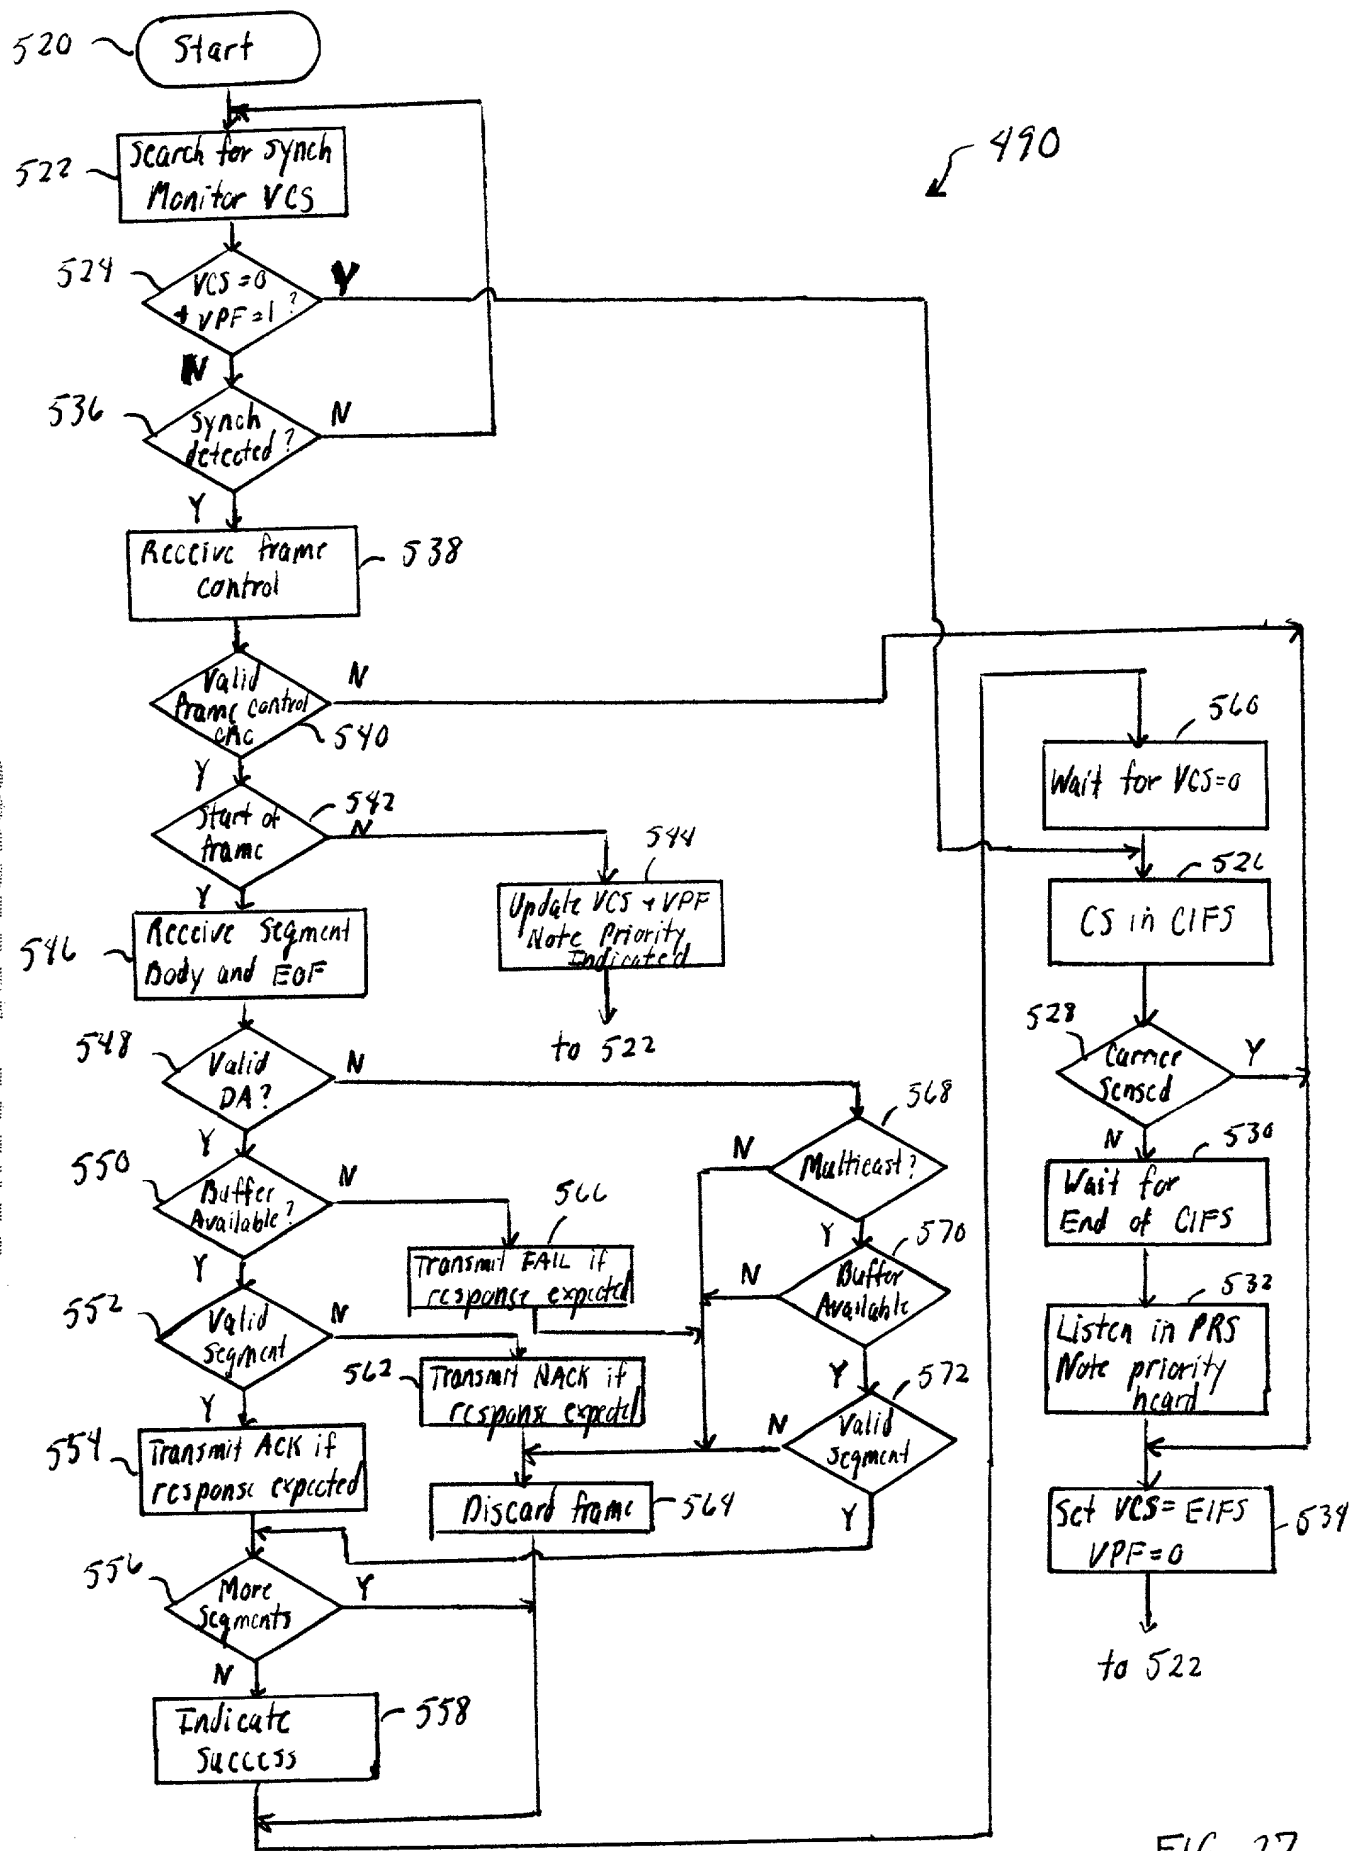 520
Start
490
522
Search for Synch
Monitor VCS
524
VCS=0
+ VPF=1?
Y
N
536
Synch
detected?
N
Y
Receive frame
control
538
Valid
frame control
CRC
540
N
Y
Start of
frame
542
N
Y
544
Update VCS + VPF
Note Priority
Indicated
to 522
546
Receive Segment
Body and EOF
548
Valid
DA?
N
Y
550
Buffer
Available?
N
Y
566
Transmit FAIL if
response expected
552
Valid
Segment
N
Y
562
Transmit NACK if
response expected
554
Transmit ACK if
response expected
Discard frame
564
556
More
Segments
Y
N
Indicate
Success
558
568
Multicast?
N
Y
570
Buffer
Available
N
Y
572
Valid
segment
N
Y
560
Wait for VCS=0
526
CS in CIFS
528
Carrier
Sensed
Y
N
530
Wait for
End of CIFS
532
Listen in PRS
Note priority
heard
Set VCS=EIFS
VPF=0
534
to 522
FIG. 27